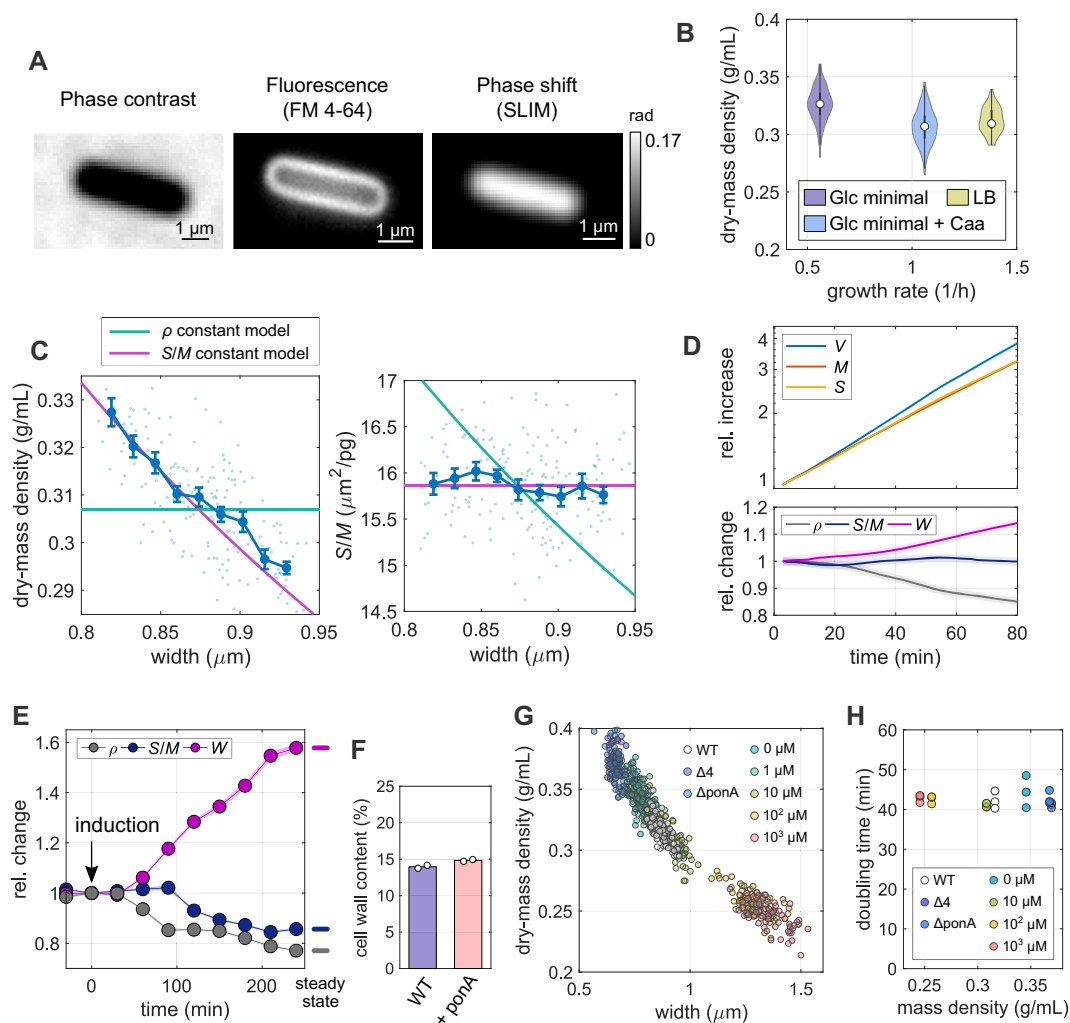 A
Phase contrast
Fluorescence
(FM 4-64)
Phase shift
(SLIM)
rad
0.17
0
1 µm
1 µm
1 µm
B
dry-mass density (g/mL)
0.4
0.35
0.3
0.25
0.2
Glc minimal
LB
Glc minimal + Caa
0.5
1
1.5
growth rate (1/h)
C
ρ constant model
S/M constant model
dry-mass density (g/mL)
0.33
0.32
0.31
0.3
0.29
0.8
0.85
0.9
0.95
width (µm)
S/M (µm²/pg)
17
16.5
16
15.5
15
14.5
0.8
0.85
0.9
0.95
width (µm)
D
rel. increase
4
3
2
1
V
M
S
rel. change
1.2
1.1
1
0.9
0.8
ρ
S/M
W
0
20
40
60
80
time (min)
E
rel. change
1.6
1.4
1.2
1
0.8
ρ
S/M
W
induction
0
100
200
steady
state
time (min)
F
cell wall content (%)
25
20
15
10
5
0
WT
+ ponA
G
dry-mass density (g/mL)
0.4
0.35
0.3
0.25
0.2
WT
Δ4
ΔponA
0 µM
1 µM
10 µM
10² µM
10³ µM
0.5
1
1.5
width (µm)
H
doubling time (min)
60
50
40
30
20
10
0
WT
Δ4
ΔponA
0 µM
10 µM
10² µM
10³ µM
0.25
0.3
0.35
mass density (g/mL)